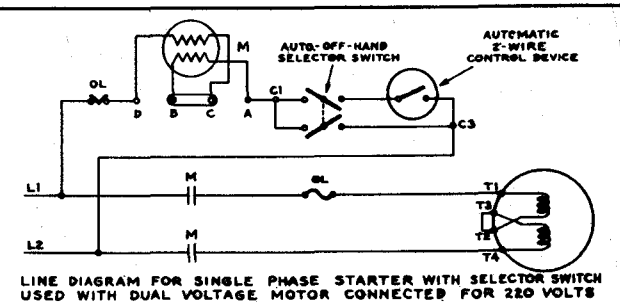 M
AUTO.-OFF-HAND
SELECTOR SWITCH
AUTOMATIC
2-WIRE
CONTROL DEVICE
OL
D
B
C
A
C1
C3
L1
M
OL
T1
T3
T2
L2
M
T4
LINE DIAGRAM FOR SINGLE PHASE STARTER WITH SELECTOR SWITCH
USED WITH DUAL VOLTAGE MOTOR CONNECTED FOR 220 VOLTS